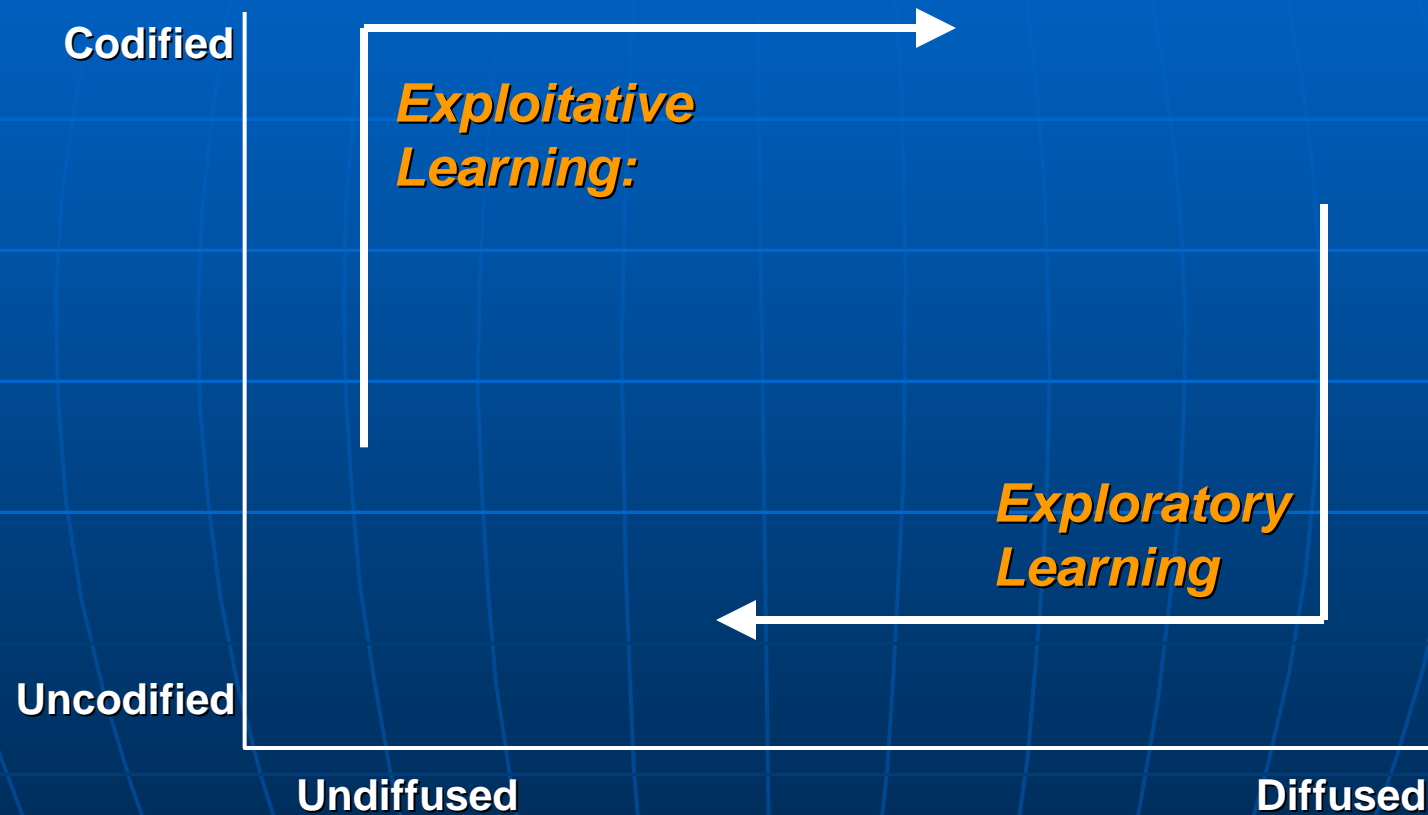 Codified
Exploitative
Learning:
Exploratory
Learning
Uncodified
Undiffused
Diffused